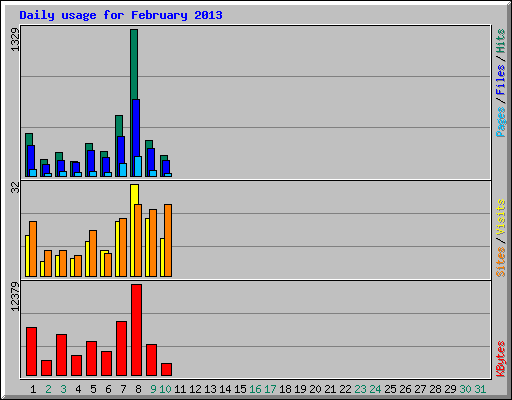 Daily usage for February 2013
1329
Pages/Files/Hits
32
Sites/Visits
12379
KBytes
1 2 3 4 5 6 7 8 9 10 11 12 13 14 15 16 17 18 19 20 21 22 23 24 25 26 27 28 29 30 31